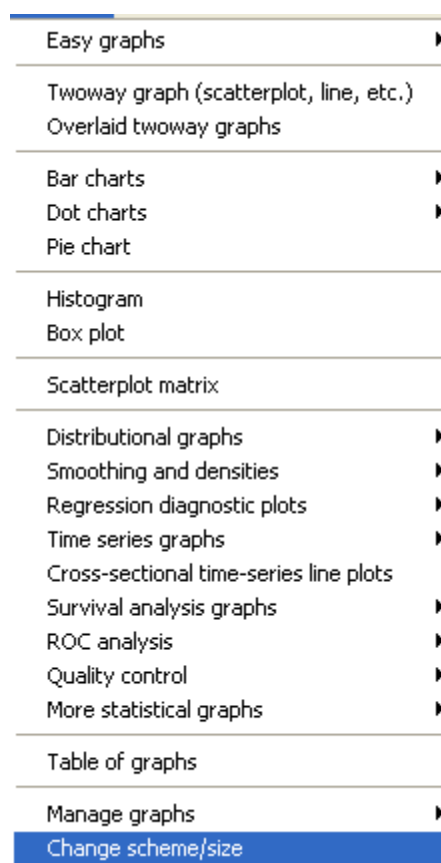 Easy graphs
Twoway graph (scatterplot, line, etc.)
Overlaid twoway graphs
Bar charts
Dot charts
Pie chart
Histogram
Box plot
Scatterplot matrix
Distributional graphs
Smoothing and densities
Regression diagnostic plots
Time series graphs
Cross-sectional time-series line plots
Survival analysis graphs
ROC analysis
Quality control
More statistical graphs
Table of graphs
Manage graphs
Change scheme/size